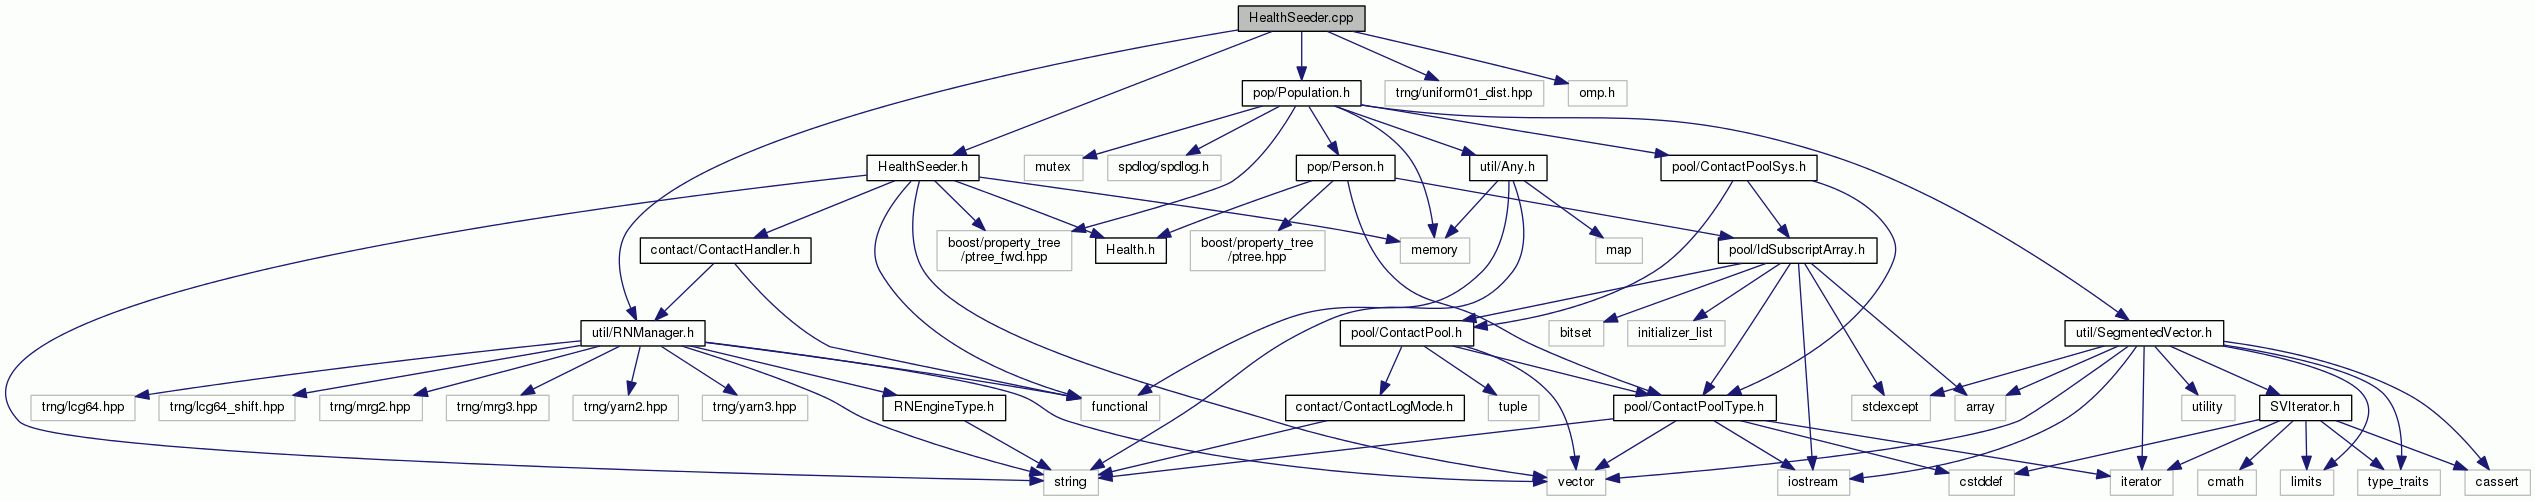 HealthSeeder.cpp
pop/Population.h
trng/uniform01_dist.hpp
omp.h
HealthSeeder.h
mutex
spdlog/spdlog.h
pop/Person.h
util/Any.h
pool/ContactPoolSys.h
contact/ContactHandler.h
boost/property_tree
/ptree_fwd.hpp
Health.h
boost/property_tree
/ptree.hpp
memory
map
pool/IdSubscriptArray.h
util/RNManager.h
pool/ContactPool.h
bitset
initializer_list
util/SegmentedVector.h
trng/lcg64.hpp
trng/lcg64_shift.hpp
trng/mrg2.hpp
trng/mrg3.hpp
trng/yarn2.hpp
trng/yarn3.hpp
RNEngineType.h
functional
contact/ContactLogMode.h
tuple
pool/ContactPoolType.h
stdexcept
array
utility
SVIterator.h
string
vector
iostream
cstddef
iterator
cmath
limits
type_traits
cassert